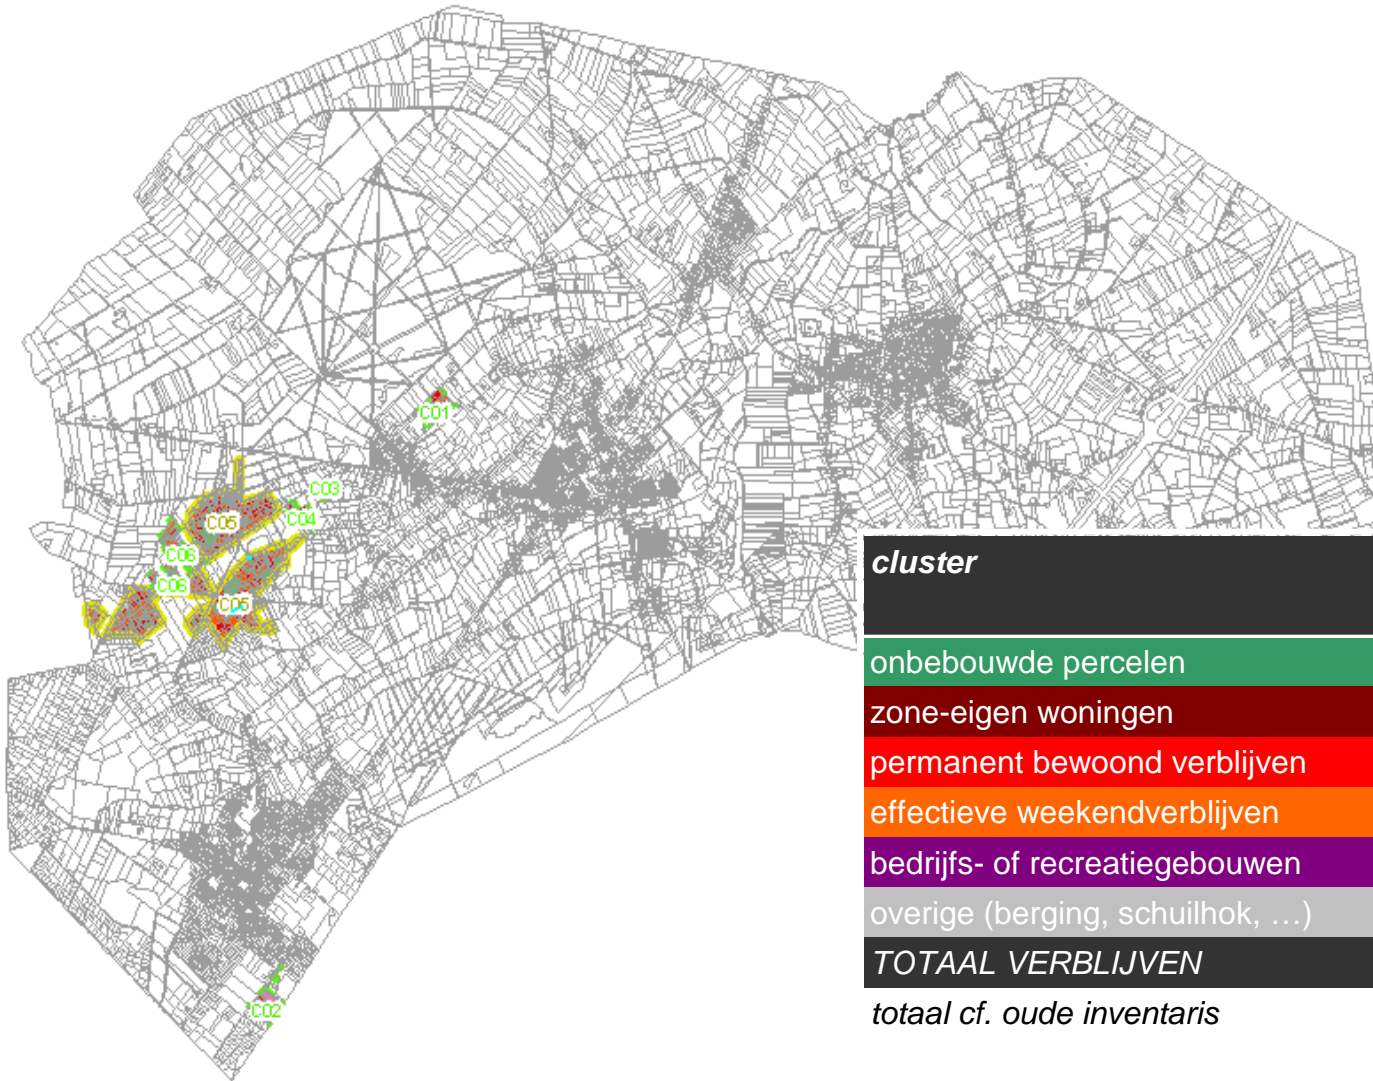 C01
C03
C04
C05
C06
C06
C05
C02
cluster
onbebouwde percelen
zone-eigen woningen
permanent bewoond verblijven
effectieve weekendverblijven
bedrijfs- of recreatiegebouwen
overige (berging, schuilhok, …)
TOTAAL VERBLIJVEN
totaal cf. oude inventaris